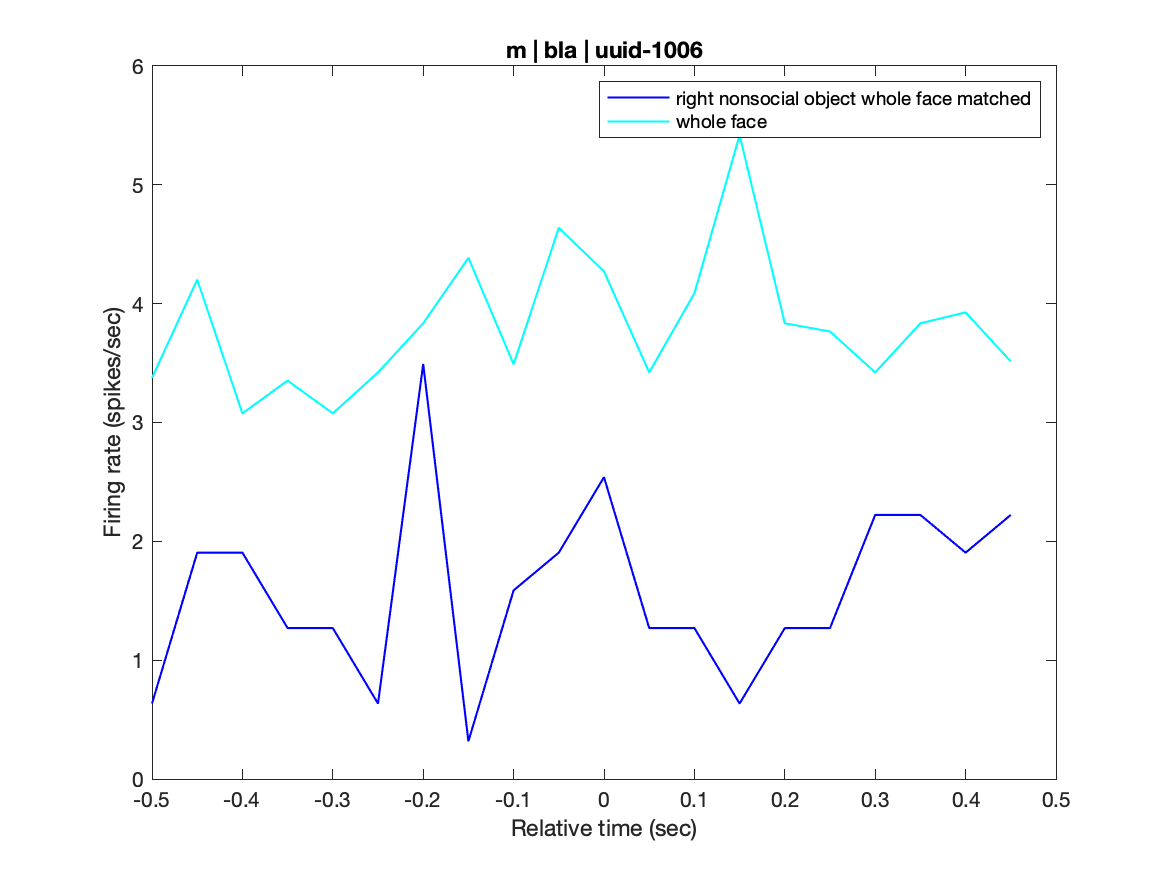 m | bla | uuid-1006
right nonsocial object whole face matched
whole face
6
5
4
3
2
1
0
Firing rate (spikes/sec)
-0.5 -0.4 -0.3 -0.2 -0.1 0 0.1 0.2 0.3 0.4 0.5
Relative time (sec)